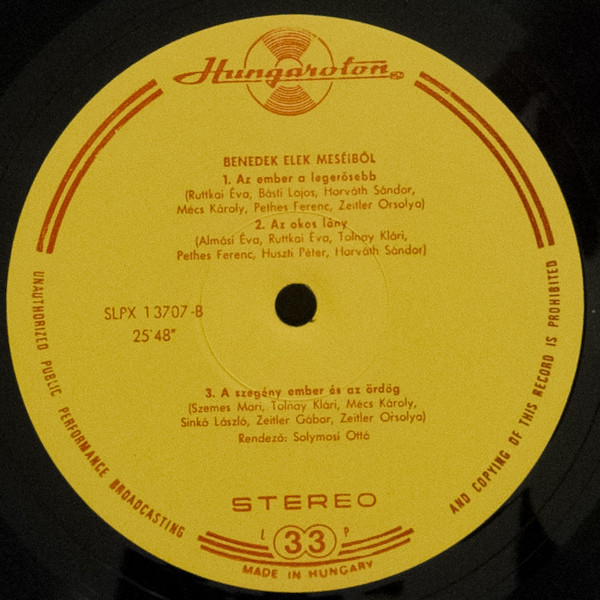 Hungaroton
BENEDEK ELEK MESÉIBŐL
1. Az ember a legerősebb
(Ruttkai Éva, Básti Lajos, Horváth Sándor,
Mécs Károly, Pethes Ferenc, Zeitler Orsolya)
2. Az okos lány
(Almási Éva, Ruttkai Éva, Tolnay Klári,
Pethes Ferenc, Huszti Péter, Horváth Sándor)
SLPX 13707-B
25'48"
3. A szegény ember és az ördög
(Szemes Mari, Tolnay Klári, Mécs Károly,
Sinkó László, Zeitler Gábor, Zeitler Orsolya)
Rendezó: Solymosi Ottó
STEREO
L 33 P
MADE IN HUNGARY
UNAUTHORIZED PUBLIC PERFORMANCE BROADCASTING
AND COPYING OF THIS RECORD IS PROHIBITED